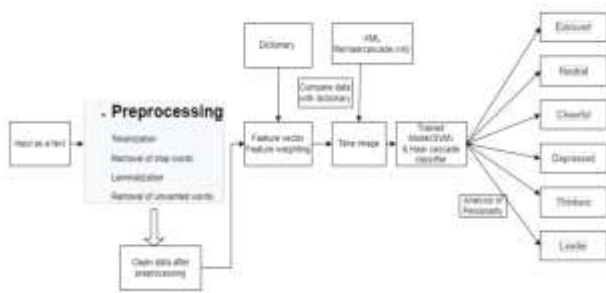 Dictionary
XML
Compare data
with dictionary
Input as a text
. Preprocessing
Tokenization
Removal of stop words
Lemmatization
Removal of unwanted words
Clean data after
preprocessing
Feature vector
Feature weighting
Take image
Trained
Model(SVM)
& Haar cascade
classifier
Analysis of
Personality
Extrovert
Neutral
Cheerful
Depressed
Thinkers
Leader